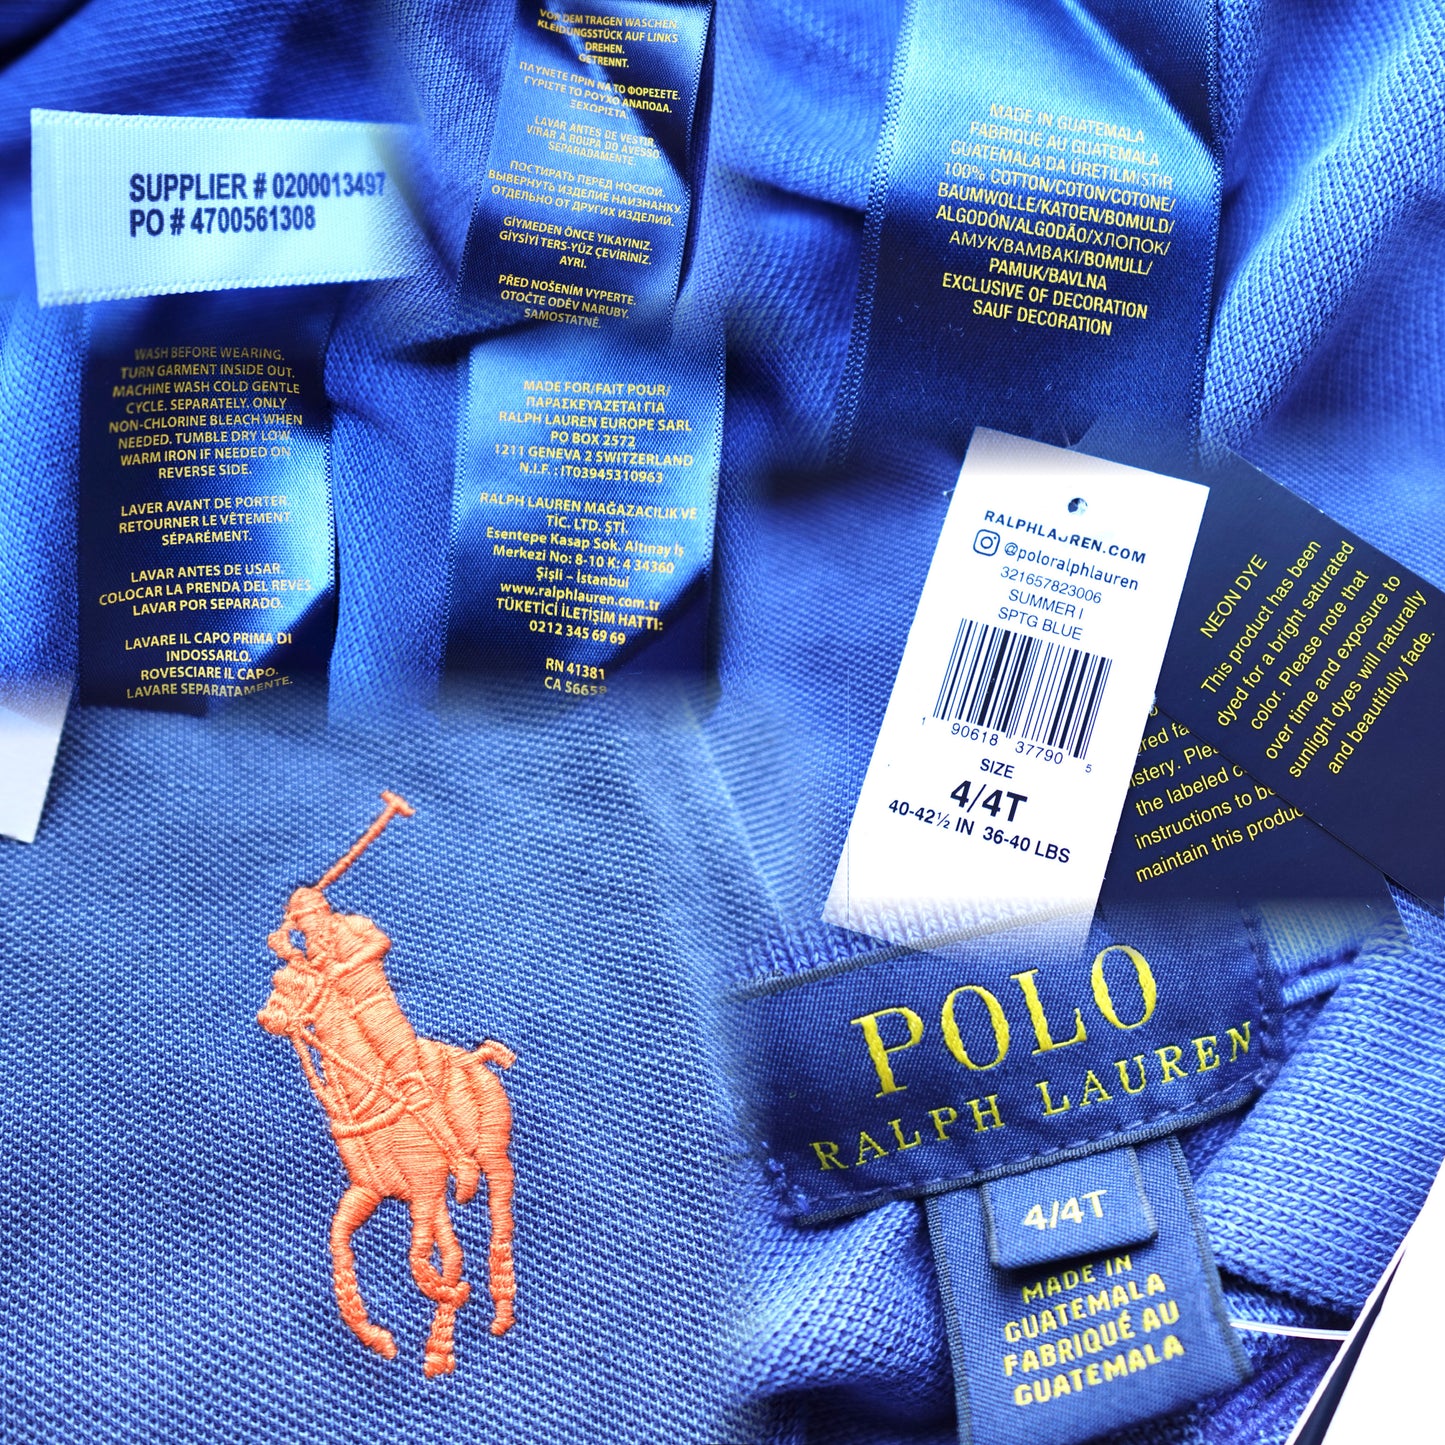 SUPPLIER # 0200013497
PO # 4700561308
VOR DEM TRAGEN WASCHEN.
KLEIDUNGSSTÜCK AUF LINKS
DREHEN.
GETRENNT.
ΠΛΥΝΕΤΕ ΠΡΙΝ ΝΑ ΤΟ ΦΟΡΕΣΕΤΕ.
ΓΥΡΙΣΤΕ ΤΟ ΡΟΥΧΟ ΑΝΑΠΟΔΑ.
ΞΕΧΩΡΙΣΤΑ.
LAVAR ANTES DE VESTIR.
VIRAR A ROUPA DO AVESSO.
SEPARADAMENTE.
ПОСТИРАТЬ ПЕРЕД НОСКОЙ.
ВЫВЕРНУТЬ ИЗДЕЛИЕ НАИЗНАНКУ.
ОТДЕЛЬНО ОТ ДРУГИХ ИЗДЕЛИЙ.
GİYMEDEN ÖNCE YIKAYINIZ.
GİYSİYİ TERS-YÜZ ÇEVİRİNİZ.
AYRI.
PŘED NOŠENÍM VYPERTE.
OTOČTE ODĚV NARUBY.
SAMOSTATNĚ.
MADE IN GUATEMALA
FABRIQUÉ AU GUATEMALA
GUATEMALA'DA ÜRETİLMİŞTİR
100% COTTON/COTON/COTONE/
BAUMWOLLE/KATOEN/BOMULD/
ALGODÓN/ALGODÃO/ХЛОПОК/
ΑΜУК/ΒΑΜΒΑΚΙ/BOMULL/
PAMUK/BAVLNA
EXCLUSIVE OF DECORATION
SAUF DECORATION
WASH BEFORE WEARING.
TURN GARMENT INSIDE OUT.
MACHINE WASH COLD GENTLE
CYCLE. SEPARATELY. ONLY
NON-CHLORINE BLEACH WHEN
NEEDED. TUMBLE DRY LOW.
WARM IRON IF NEEDED ON
REVERSE SIDE.
LAVER AVANT DE PORTER.
RETOURNER LE VÊTEMENT.
SÉPARÉMENT.
LAVAR ANTES DE USAR.
COLOCAR LA PRENDA DEL REVES
LAVAR POR SEPARADO.
LAVARE IL CAPO PRIMA DI
INDOSSARLO.
ROVESCIARE IL CAPO.
LAVARE SEPARATAMENTE.
MADE FOR/FAIT POUR/
ΠΑΡΑΣΚΕΥΑΖΕΤΑΙ ΓΙΑ
RALPH LAUREN EUROPE SARL
PO BOX 2572
1211 GENEVA 2 SWITZERLAND
N.I.F. : IT03945310963
RALPH LAUREN MAĞAZACILIK VE
TİC. LTD. ŞTİ.
Esentepe Kasap Sok. Altınay İş
Merkezi No: 8-10 K: 4 34360
Şişli – İstanbul
www.ralphlauren.com.tr
TÜKETİCİ İLETİŞİM HATTI:
0212 345 69 69
RN 41381
CA 56658
RALPHLAUREN.COM
@poloralphlauren
321657823006
SUMMER I
SPTG BLUE
1 90618 37790 5
SIZE
4/4T
40-42½ IN 36-40 LBS
NEON DYE
This product has been
dyed for a bright saturated
color. Please note that
over time and exposure to
sunlight dyes will naturally
and beautifully fade.
the labeled
instructions to
maintain this
POLO
RALPH LAUREN
4/4T
MADE IN
GUATEMALA
FABRIQUÉ AU
GUATEMALA